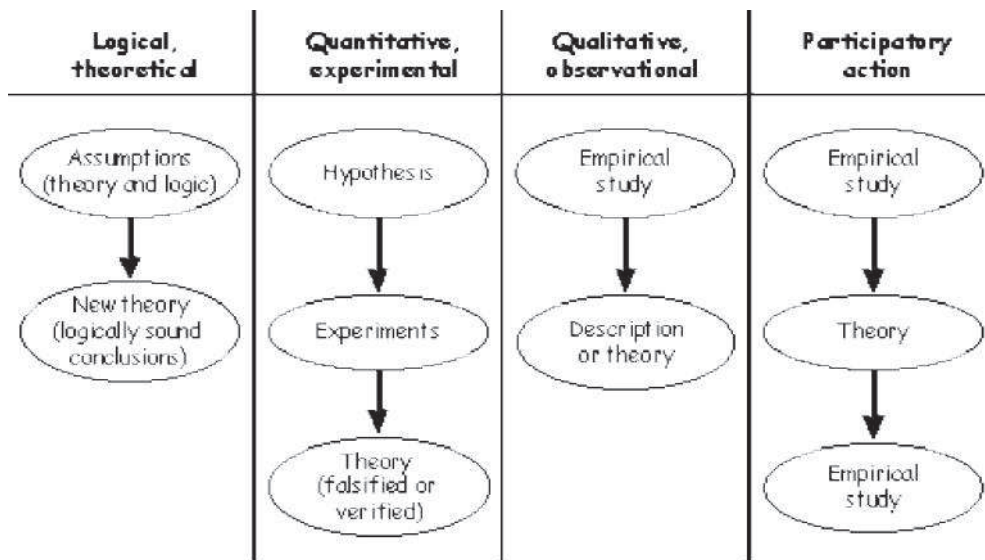 Logical,
theoretical
Quantitative,
experimental
Qualitative,
observational
Participatory
action
Assumptions
(theory and logic)
New theory
(logically sound
conclusions)
Hypothesis
Experiments
Theory
(falsified or
verified)
Empirical
study
Description
or theory
Empirical
study
Theory
Empirical
study